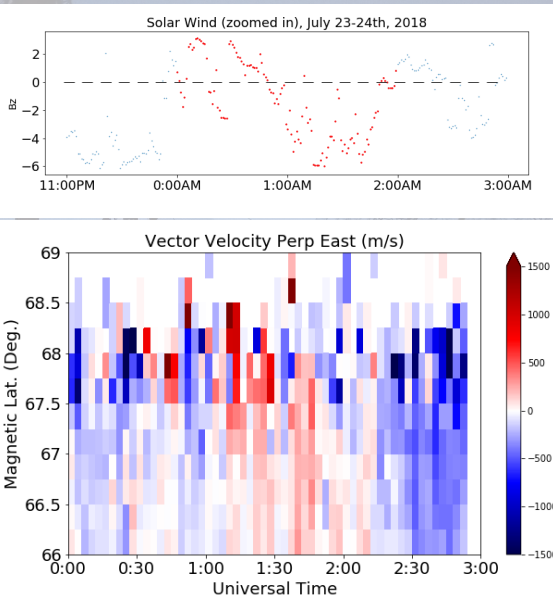 Solar Wind (zoomed in), July 23-24th, 2018
Bz
2
0
−2
−4
−6
11:00PM 0:00AM 1:00AM 2:00AM 3:00AM
Vector Velocity Perp East (m/s)
Magnetic Lat. (Deg.)
69
68.5
68
67.5
67
66.5
66
0:00 0:30 1:00 1:30 2:00 2:30 3:00
Universal Time
1500
1000
500
0
−500
−1000
−1500